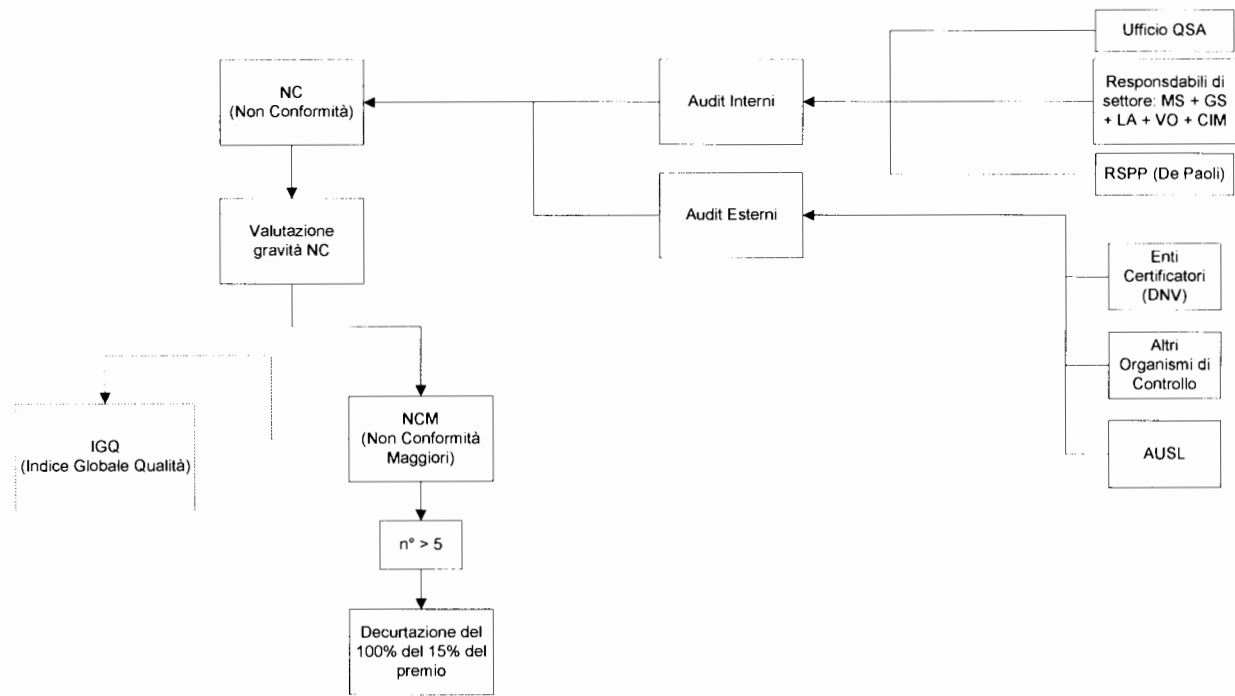 Ufficio QSA
NC
(Non Conformità)
Audit Interni
Responsdabili di
settore: MS + GS
+ LA + VO + CIM
RSPP (De Paoli)
Valutazione
gravità NC
Audit Esterni
Enti
Certificatori
(DNV)
Altri
Organismi di
Controllo
IGQ
(Indice Globale Qualità)
NCM
(Non Conformità
Maggiori)
AUSL
n° > 5
Decurtazione del
100% del 15% del
premio